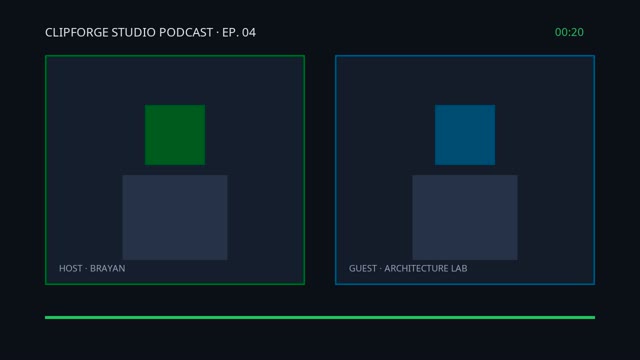 CLIPFORGE STUDIO PODCAST · EP. 04
00:20
HOST · BRAYAN
GUEST · ARCHITECTURE LAB